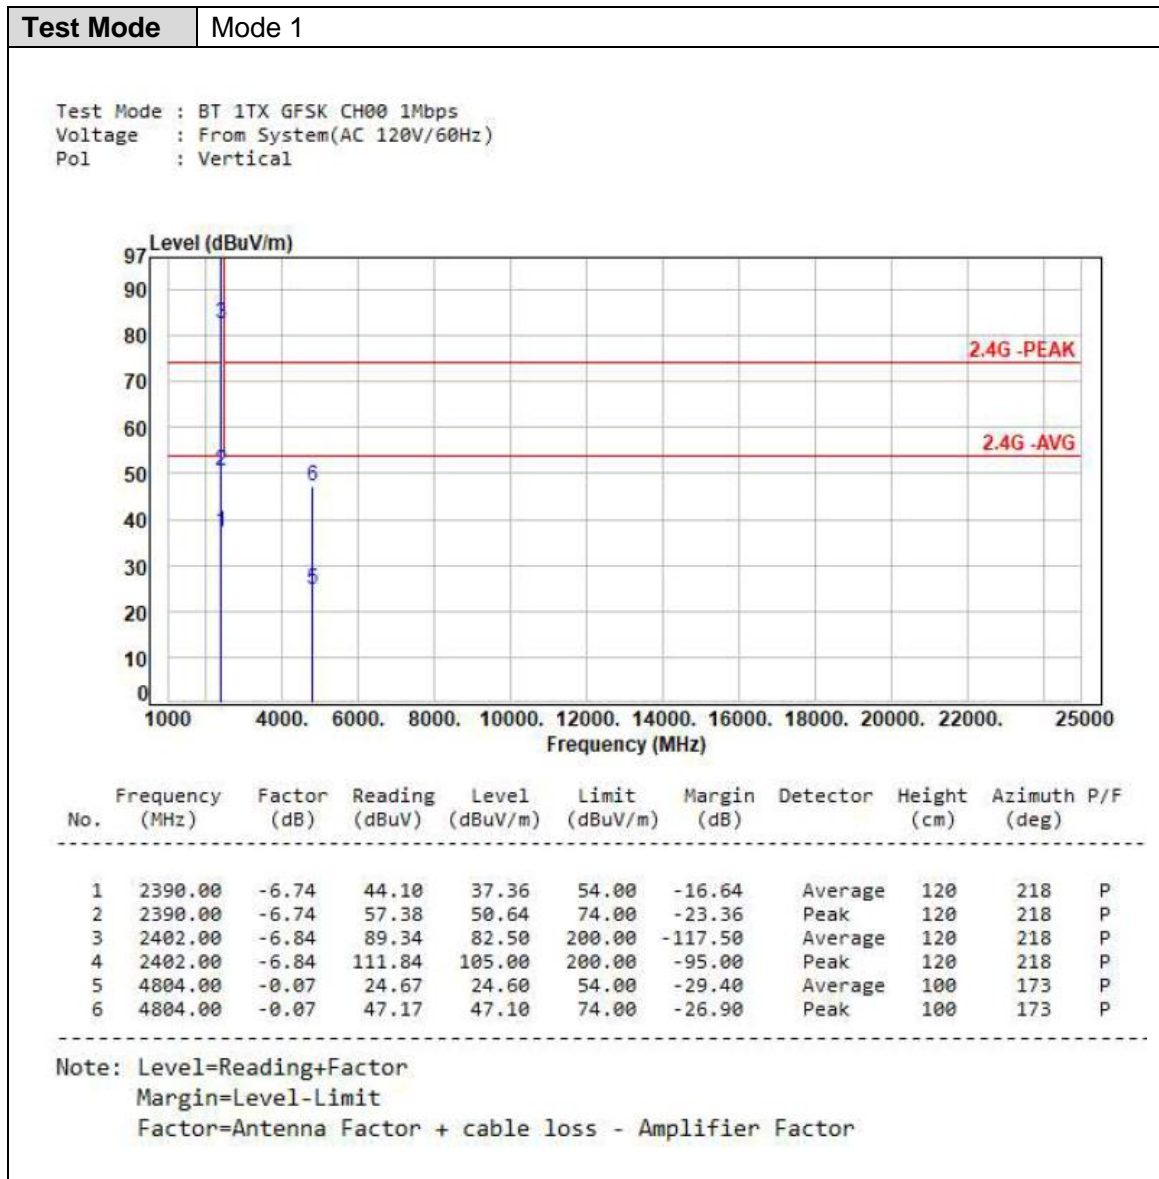 Test Mode Mode 1
Test Mode : BT 1TX GFSK CH00 1Mbps
Voltage : From System(AC 120V/60Hz)
Pol : Vertical
97 Level (dBuV/m)
90
3
80
2.4G -PEAK
70
60
2.4G -AVG
2
50
6
40
1
30
5
20
10
0
1000 4000. 6000. 8000. 10000. 12000. 14000. 16000. 18000. 20000. 22000. 25000
Frequency (MHz)
Frequency Factor Reading Level Limit Margin Detector Height Azimuth P/F
No. (MHz) (dB) (dBuV) (dBuV/m) (dBuV/m) (dB) (cm) (deg)
1 2390.00 -6.74 44.10 37.36 54.00 -16.64 Average 120 218 P
2 2390.00 -6.74 57.38 50.64 74.00 -23.36 Peak 120 218 P
3 2402.00 -6.84 89.34 82.50 200.00 -117.50 Average 120 218 P
4 2402.00 -6.84 111.84 105.00 200.00 -95.00 Peak 120 218 P
5 4804.00 -0.07 24.67 24.60 54.00 -29.40 Average 100 173 P
6 4804.00 -0.07 47.17 47.10 74.00 -26.90 Peak 100 173 P
Note: Level=Reading+Factor
Margin=Level-Limit
Factor=Antenna Factor + cable loss - Amplifier Factor